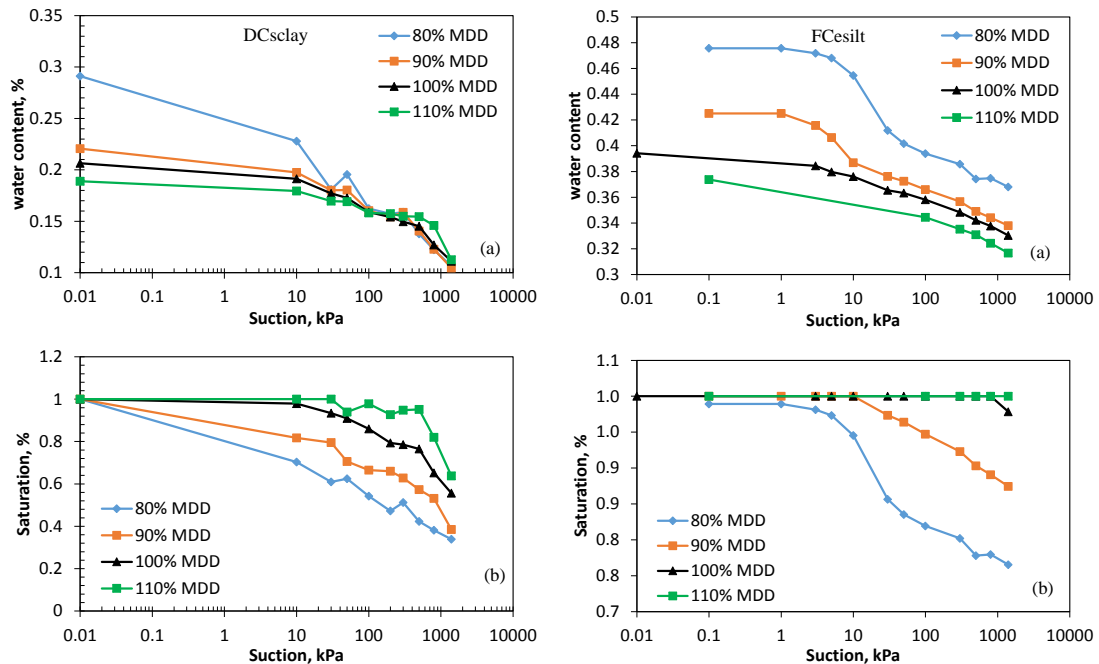 (a)
DCsclay
80% MDD
90% MDD
100% MDD
110% MDD
water content, %
0.35
0.3
0.25
0.2
0.15
0.1
(a)
0.01 0.1 1 10 100 1000 10000
Suction, kPa
FCesilt
80% MDD
90% MDD
100% MDD
110% MDD
water content
0.5
0.48
0.46
0.44
0.42
0.4
0.38
0.36
0.34
0.32
0.3
(a)
0.01 0.1 1 10 100 1000 10000
Suction, kPa
Saturation, %
1.2
1
0.8
0.6
0.4
0.2
0
80% MDD
90% MDD
100% MDD
110% MDD
(b)
0.01 0.1 1 10 100 1000 10000
Suction, kPa
Saturation, %
1.1
1.0
1.0
0.9
0.9
0.8
0.8
0.7
80% MDD
90% MDD
100% MDD
110% MDD
(b)
0.01 0.1 1 10 100 1000 10000
Suction, kPa